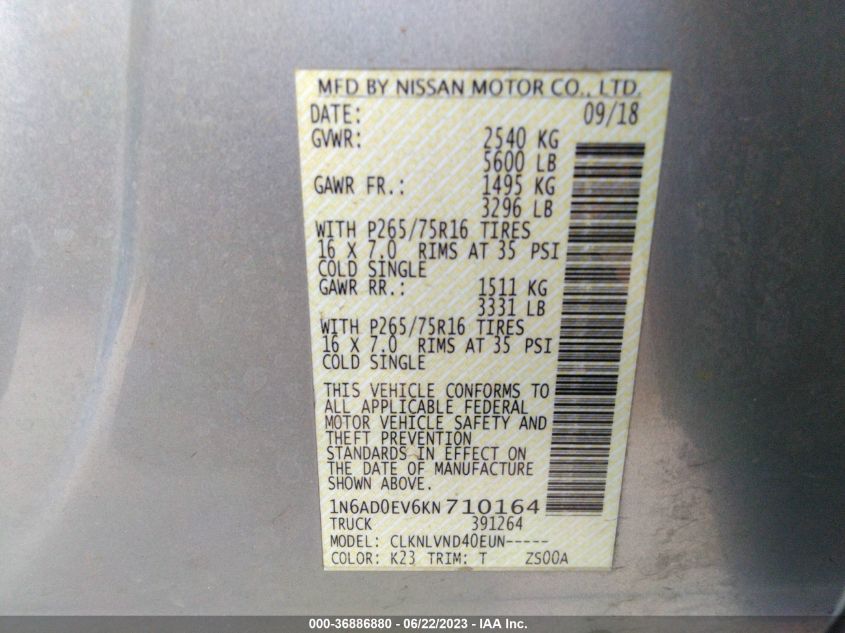 MFD BY NISSAN MOTOR CO., LTD.
DATE: 09/18
GVWR: 2540 KG
5600 LB
GAWR FR.: 1495 KG
3296 LB
WITH P265/75R16 TIRES
16 X 7.0 RIMS AT 35 PSI
COLD SINGLE
GAWR RR.: 1511 KG
3331 LB
WITH P265/75R16 TIRES
16 X 7.0 RIMS AT 35 PSI
COLD SINGLE
THIS VEHICLE CONFORMS TO
ALL APPLICABLE FEDERAL
MOTOR VEHICLE SAFETY AND
THEFT PREVENTION
STANDARDS IN EFFECT ON
THE DATE OF MANUFACTURE
SHOWN ABOVE.
1N6AD0EV6KN710164
TRUCK 391264
MODEL: CLKNLVND40EUN-----
COLOR: K23 TRIM: T ZS00A
000-36886880 - 06/22/2023 - IAA Inc.